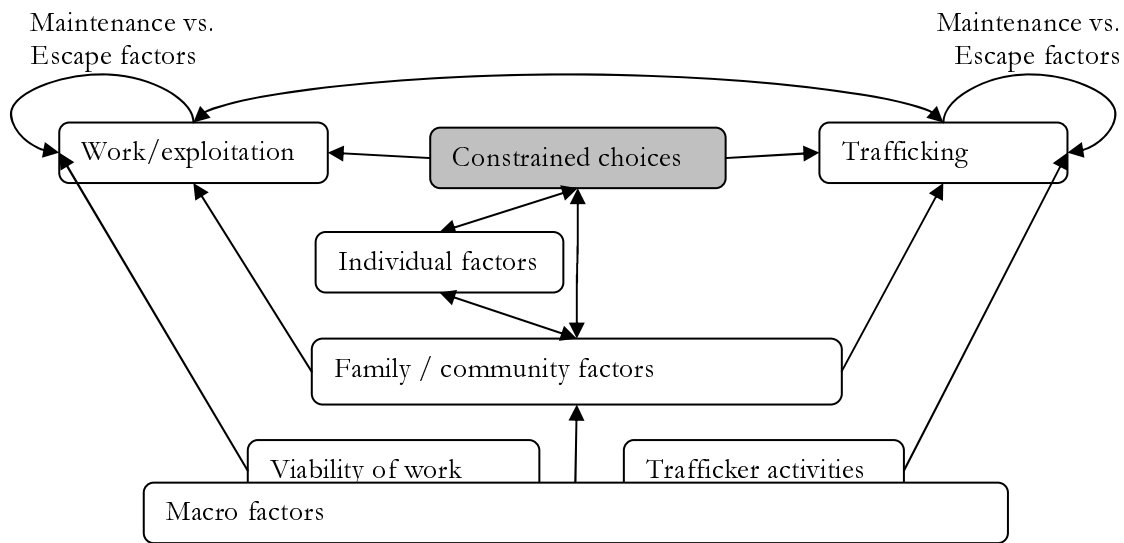 Maintenance vs.
Escape factors
Maintenance vs.
Escape factors
Work/exploitation
Constrained choices
Trafficking
Individual factors
Family / community factors
Viability of work
Trafficker activities
Macro factors